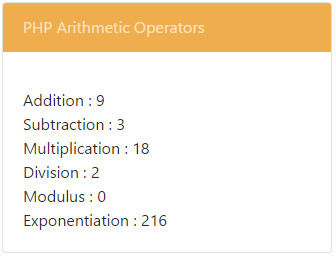 PHP Arithmetic Operators
Addition : 9
Subtraction : 3
Multiplication : 18
Division : 2
Modulus : 0
Exponentiation : 216